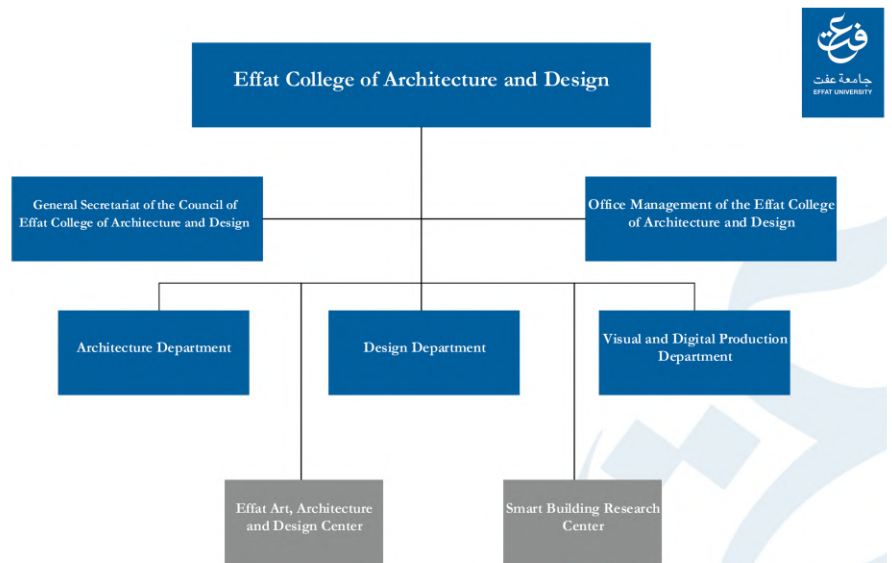 Effat College of Architecture and Design
جامعة عفت
EFFAT UNIVERSITY
General Secretariat of the Council of
Effat College of Architecture and Design
Office Management of the Effat College
of Architecture and Design
Architecture Department
Design Department
Visual and Digital Production
Department
Effat Art, Architecture
and Design Center
Smart Building Research
Center